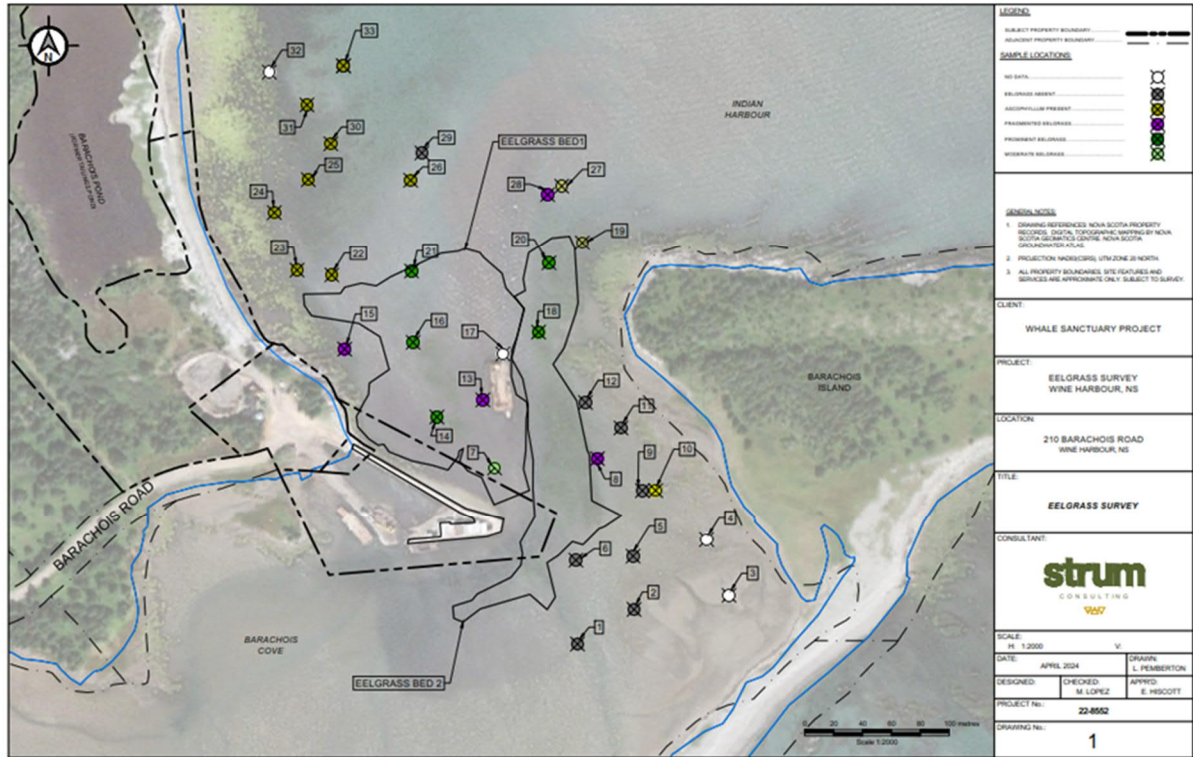 N
32
33
31
30
29
25
26
24
23
22
21
28
27
20
19
15
16
17
18
13
14
12
11
7
8
9
10
4
5
6
3
2
1
EELGRASS BED1
EELGRASS BED 2
INDIAN
HARBOUR
BARACHOIS POND
(FORMER TAILINGS POND)
BARACHOIS
ISLAND
BARACHOIS ROAD
BARACHOIS
COVE
0 20 40 60 80 100 metres
Scale 1:2000
LEGEND:
SUBJECT PROPERTY BOUNDARY
ADJACENT PROPERTY BOUNDARY
SAMPLE LOCATIONS:
NO DATA
EELGRASS ABSENT
ASCOPHYLLUM PRESENT
FRAGMENTED EELGRASS
PROMINENT EELGRASS
MODERATE EELGRASS
GENERAL NOTES:
1. DRAWING REFERENCES: NOVA SCOTIA PROPERTY
RECORDS, DIGITAL TOPOGRAPHIC MAPPING BY NOVA
SCOTIA GEOMATICS CENTRE, NOVA SCOTIA
GROUNDWATER ATLAS.
2. PROJECTION: NAD83(CSRS), UTM ZONE 20 NORTH.
3. ALL PROPERTY BOUNDARIES, SITE FEATURES AND
SERVICES ARE APPROXIMATE ONLY. SUBJECT TO SURVEY.
CLIENT:
WHALE SANCTUARY PROJECT
PROJECT:
EELGRASS SURVEY
WINE HARBOUR, NS
LOCATION:
210 BARACHOIS ROAD
WINE HARBOUR, NS
TITLE:
EELGRASS SURVEY
CONSULTANT:
strum
CONSULTING
SCALE:
H: 1:2000 V:
DATE: APRIL 2024
DRAWN: L. PEMBERTON
DESIGNED:
CHECKED: M. LOPEZ
APPR'D: E. HISCOTT
PROJECT No.: 22-8552
DRAWING No.:
1